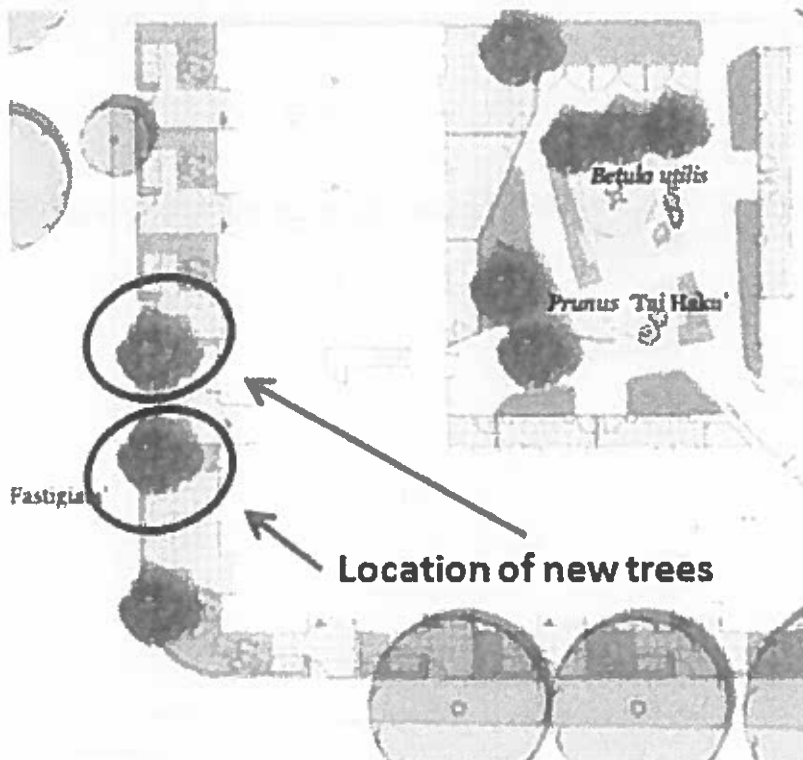 Betula utilis
Prunus 'Tai Haku'
Fastigiata'
Location of new trees